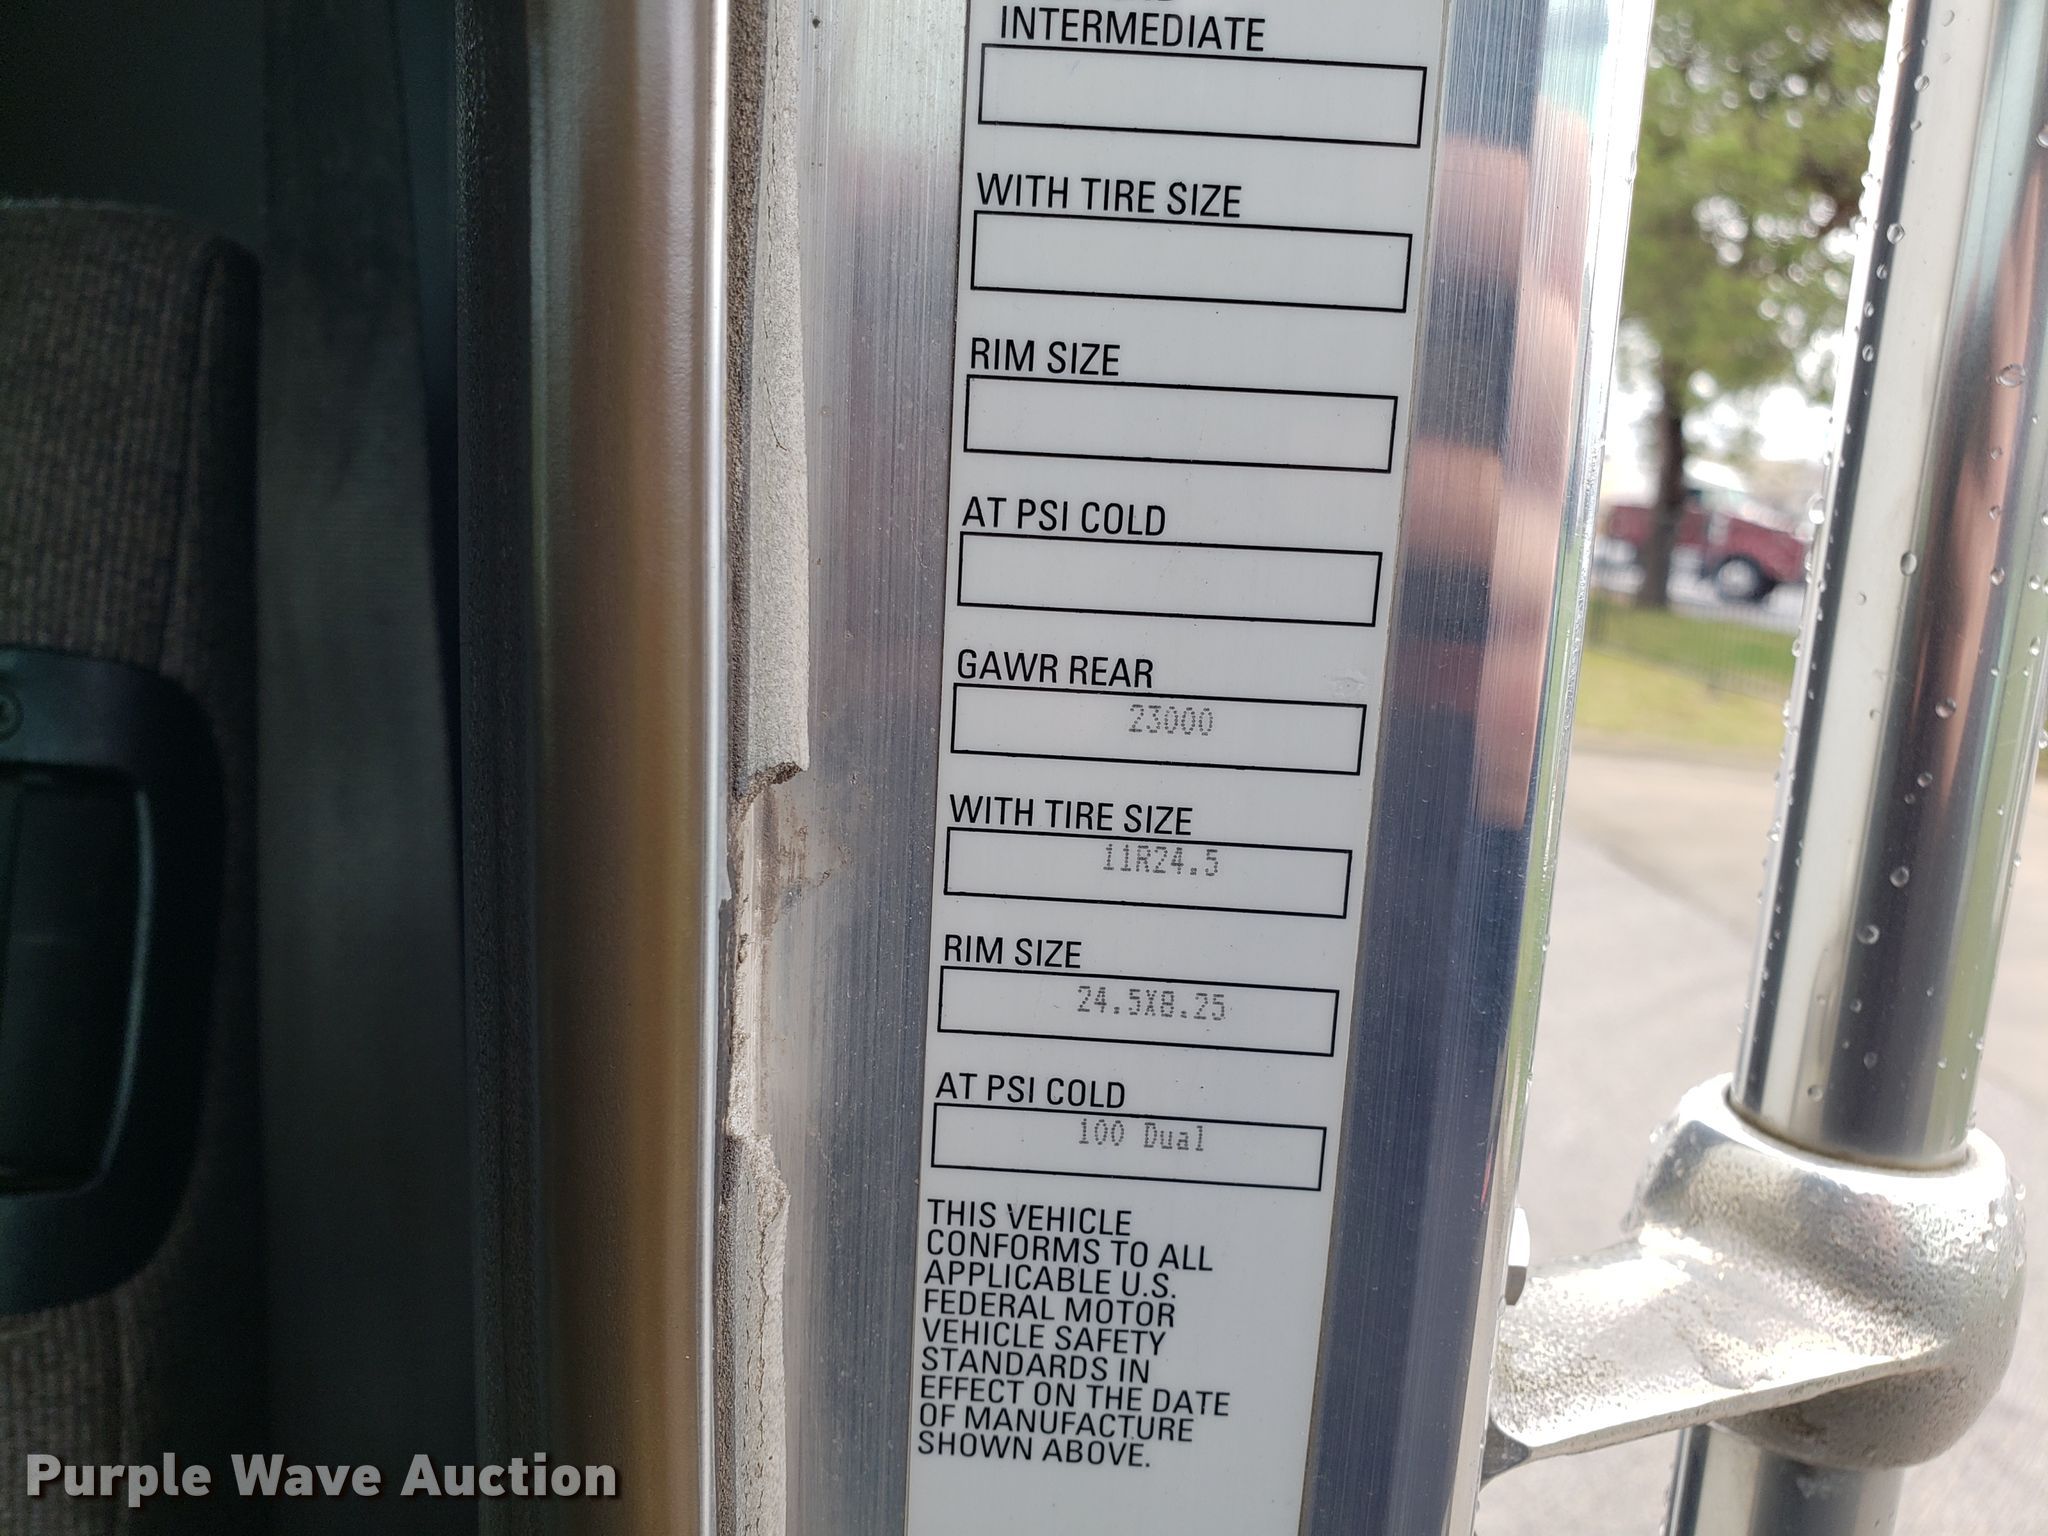 INTERMEDIATE
WITH TIRE SIZE
RIM SIZE
AT PSI COLD
GAWR REAR
23000
WITH TIRE SIZE
11R24.5
RIM SIZE
24.5X8.25
AT PSI COLD
100 Dual
THIS VEHICLE
CONFORMS TO ALL
APPLICABLE U.S.
FEDERAL MOTOR
VEHICLE SAFETY
STANDARDS IN
EFFECT ON THE DATE
OF MANUFACTURE
SHOWN ABOVE.
Purple Wave Auction